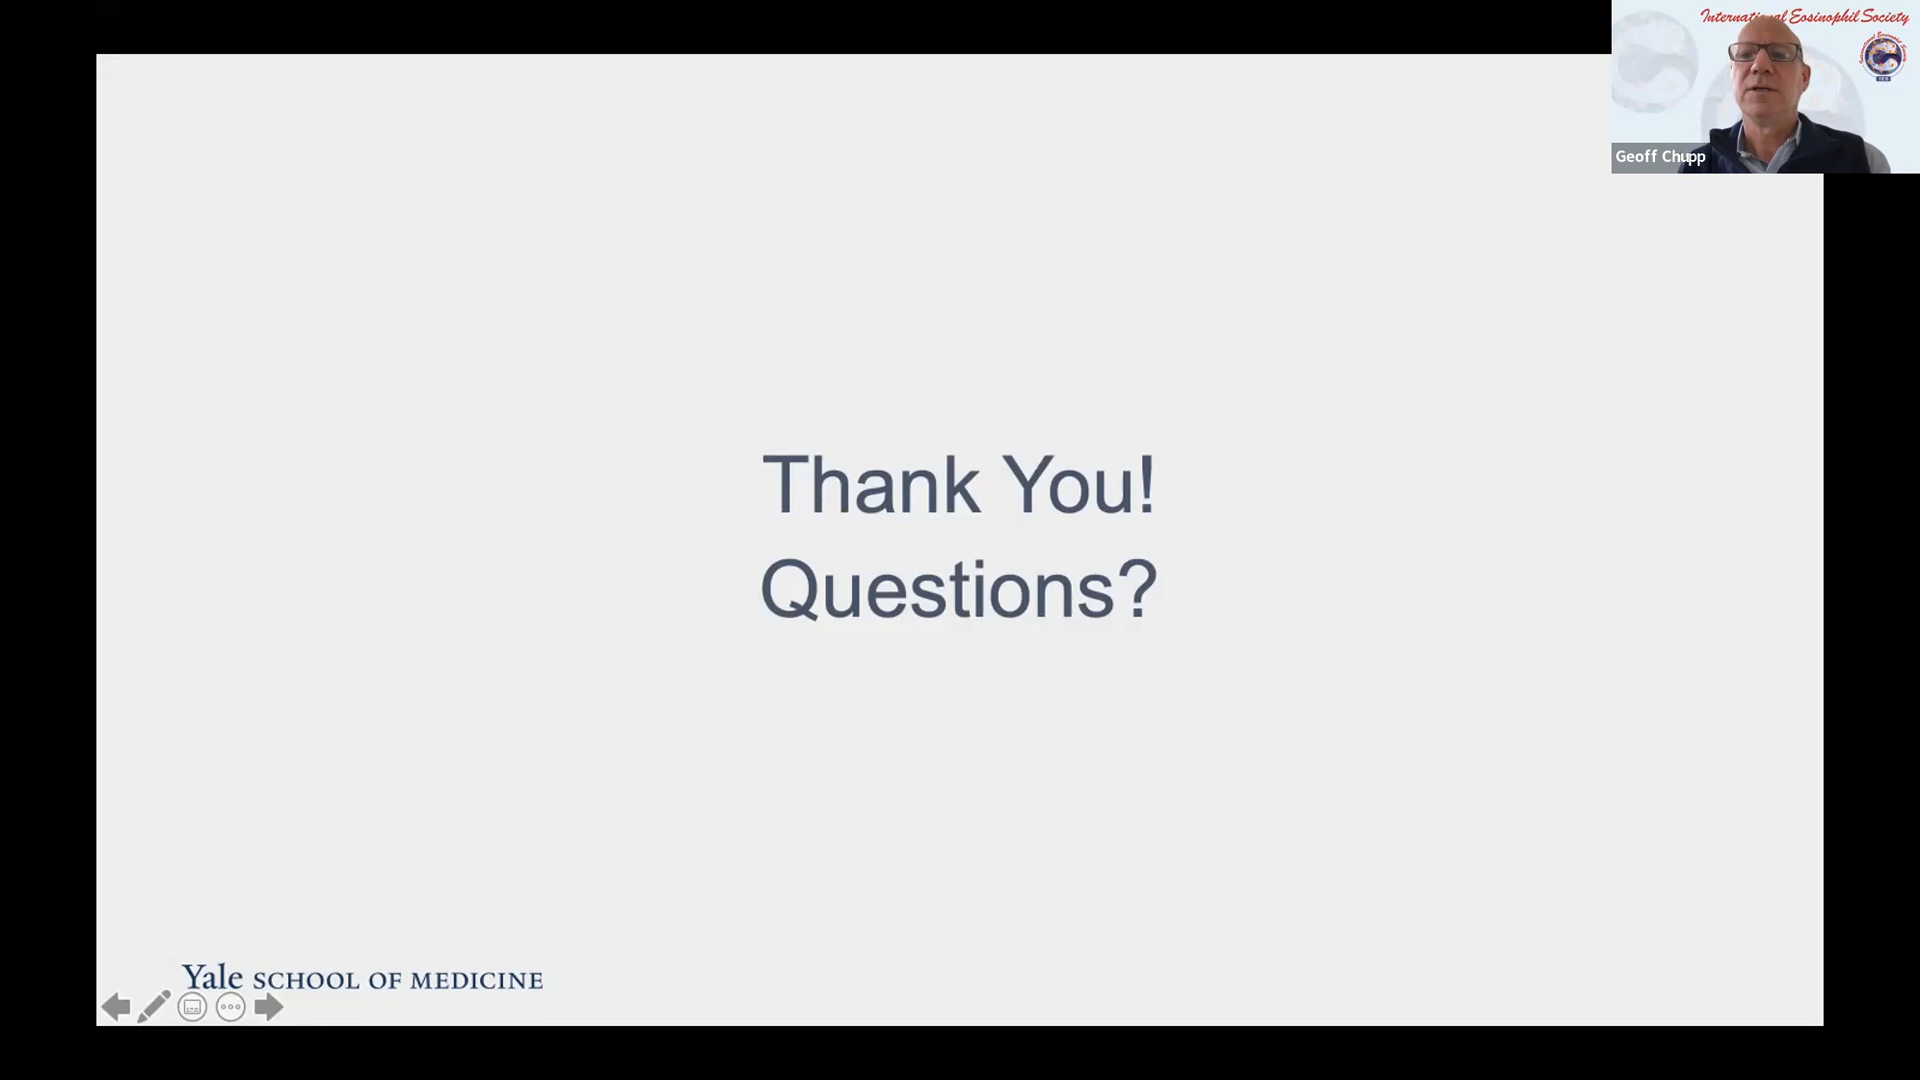 International Eosinophil Society
Geoff Chupp
Thank You!
Questions?
Yale SCHOOL OF MEDICINE